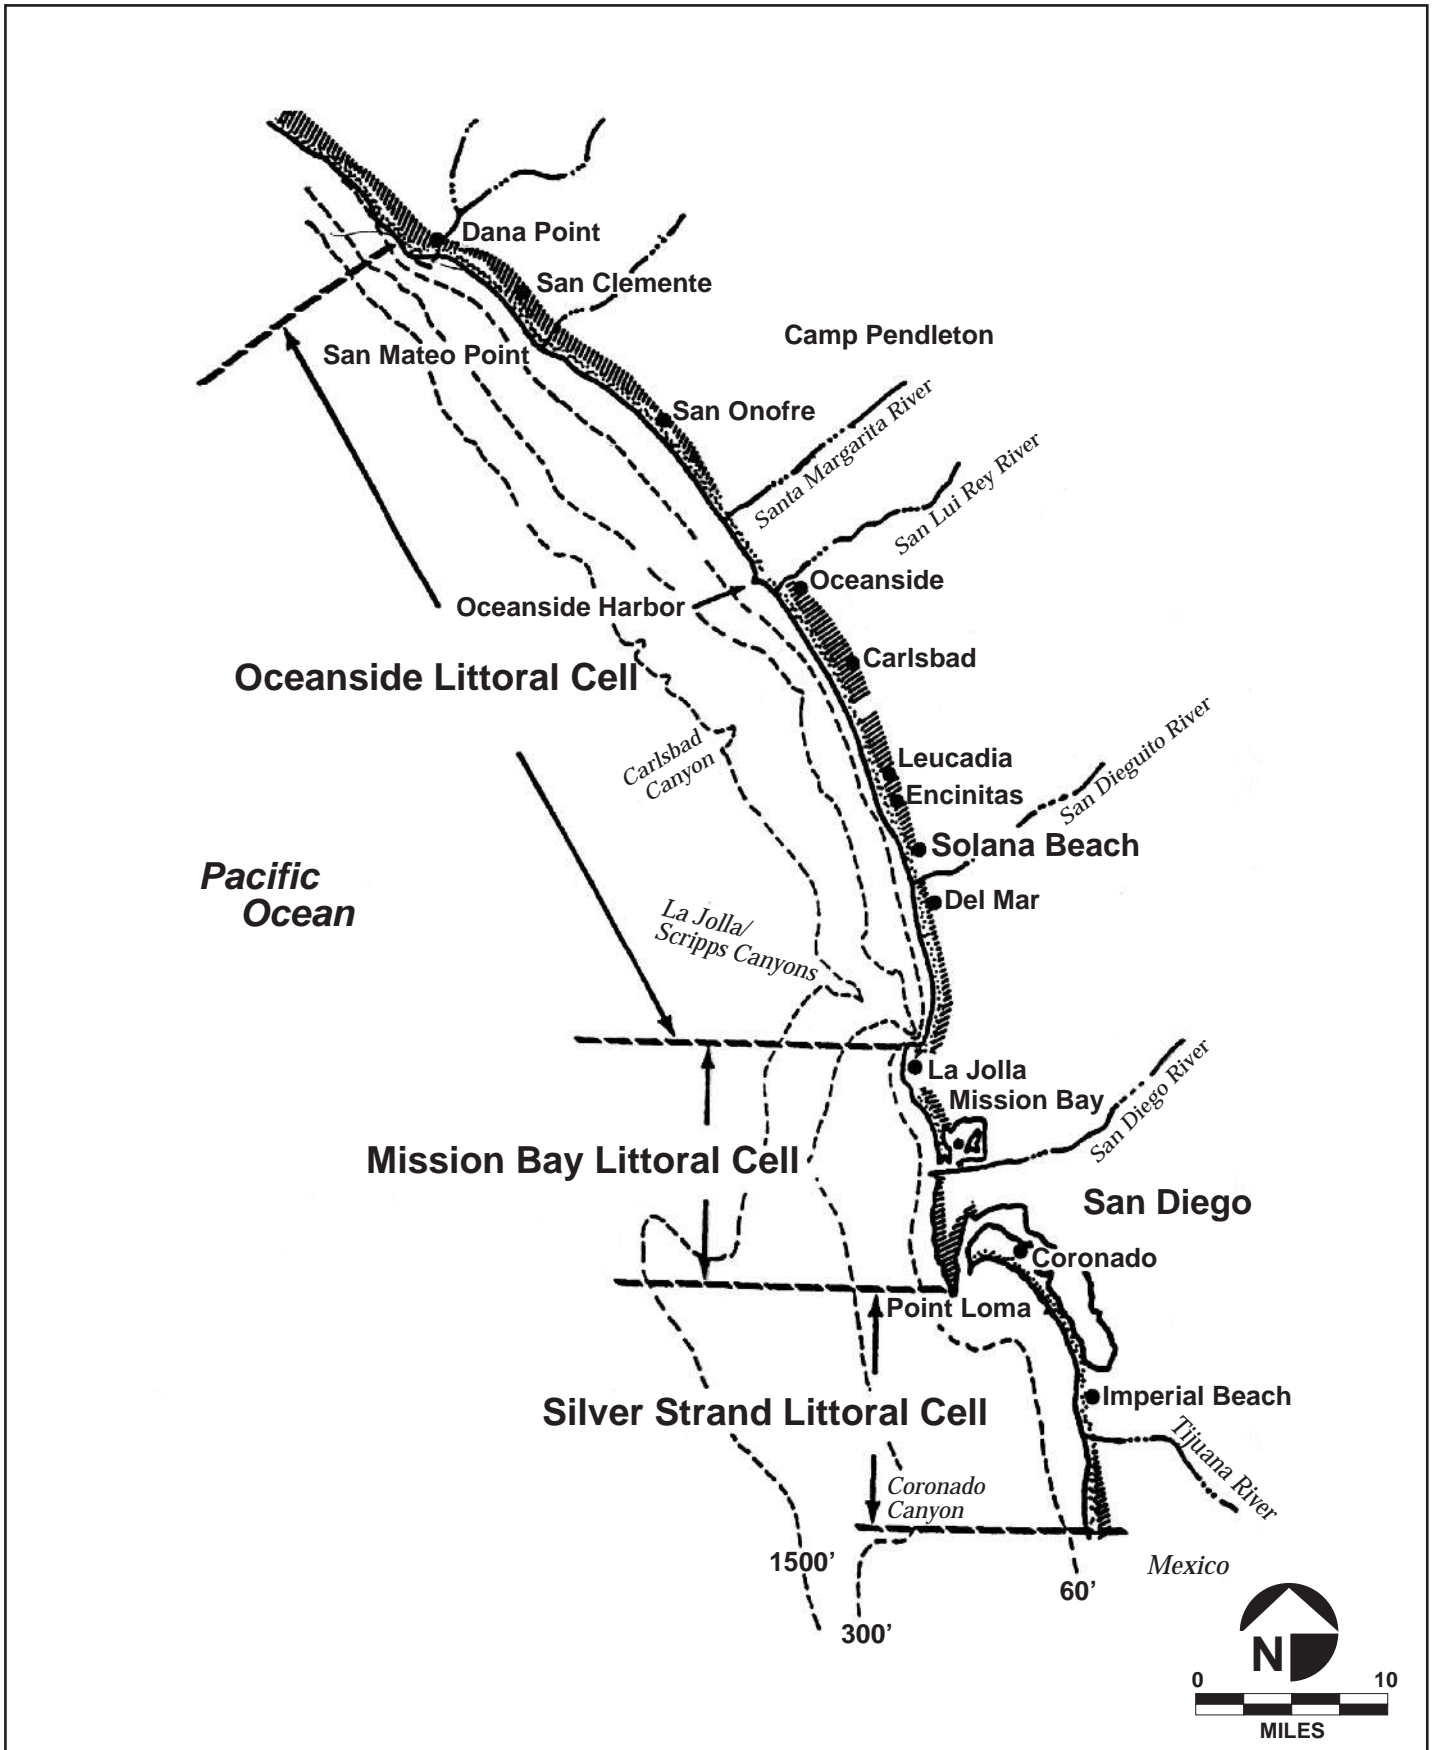 Dana Point
San Clemente
Camp Pendleton
San Mateo Point
San Onofre
Santa Margarita River
San Lui Rey River
Oceanside
Oceanside Harbor
Carlsbad
Oceanside Littoral Cell
Carlsbad
Canyon
Leucadia
San Dieguito River
Encinitas
Solana Beach
Pacific
Ocean
Del Mar
La Jolla/
Scripps Canyons
La Jolla
Mission Bay
San Diego River
Mission Bay Littoral Cell
San Diego
Coronado
Point Loma
Imperial Beach
Silver Strand Littoral Cell
Tijuana River
Coronado
Canyon
1500’
Mexico
60’
300’
N
0 10
MILES